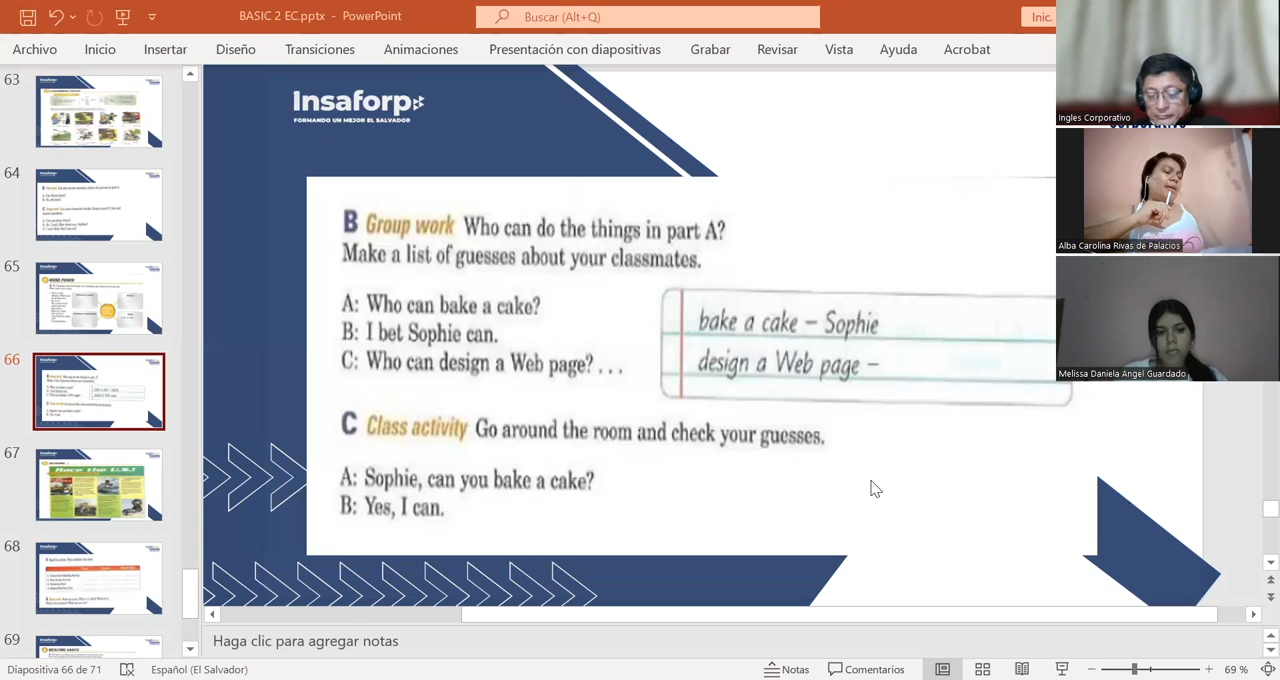 BASIC 2 EC.pptx - PowerPoint
Buscar (Alt+Q)
Inic.
Archivo Inicio Insertar Diseño Transiciones Animaciones Presentación con diapositivas Grabar Revisar Vista Ayuda Acrobat
63
64
65
66
67
68
69
Insaforp
FORMANDO UN MEJOR EL SALVADOR
B Group work Who can do the things in part A?
Make a list of guesses about your classmates.
A: Who can bake a cake?
B: I bet Sophie can.
C: Who can design a Web page? . . .
bake a cake – Sophie
design a Web page –
C Class activity Go around the room and check your guesses.
A: Sophie, can you bake a cake?
B: Yes, I can.
Ingles Corporativo
Alba Carolina Rivas de Palacios
Melissa Daniela Angel Guardado
Haga clic para agregar notas
Diapositiva 66 de 71 Español (El Salvador) Notas Comentarios 69 %